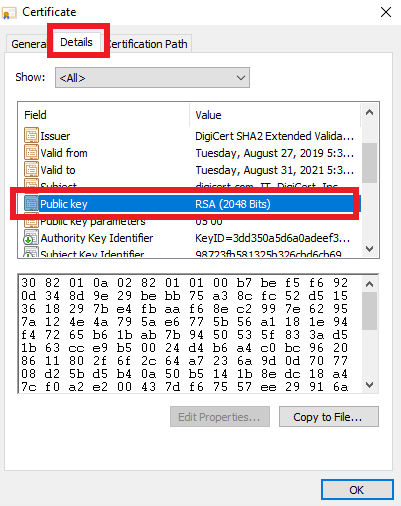 Certificate
General Details Certification Path
Show: <All>
Field Value
Issuer DigiCert SHA2 Extended Valida...
Valid from Tuesday, August 27, 2019 5:3...
Valid to Tuesday, August 31, 2021 5:3...
Subject digicert.com, IT, DigiCert, Inc
Public key RSA (2048 Bits)
Public key parameters 05 00
Authority Key Identifier KeyID=3dd350a5d6a0adeef3...
Subject Key Identifier 98723fb581325b326cbd6cb69
30 82 01 0a 02 82 01 01 00 b7 be f5 f6 92
0d 34 8d 9e 29 be bb 75 a3 8c fc 52 d5 15
36 18 29 7b e4 fb aa f6 8e c2 99 7e 62 95
7a 12 4e 4a 79 5a e6 77 5b 56 a1 18 1e 94
f4 72 65 b6 1b ab 7b 94 50 53 5f 83 3a d5
1b 63 cc e9 b5 00 24 d4 b6 a4 c0 bc 96 20
86 11 80 2f 6f 2c 64 a7 23 6a 9d 0d 70 77
08 d2 5b d5 b4 0a 50 b5 14 1b 8e dc 18 a4
7c f0 a2 e2 00 43 7d f6 75 57 ee 29 91 6a
Edit Properties... Copy to File...
OK